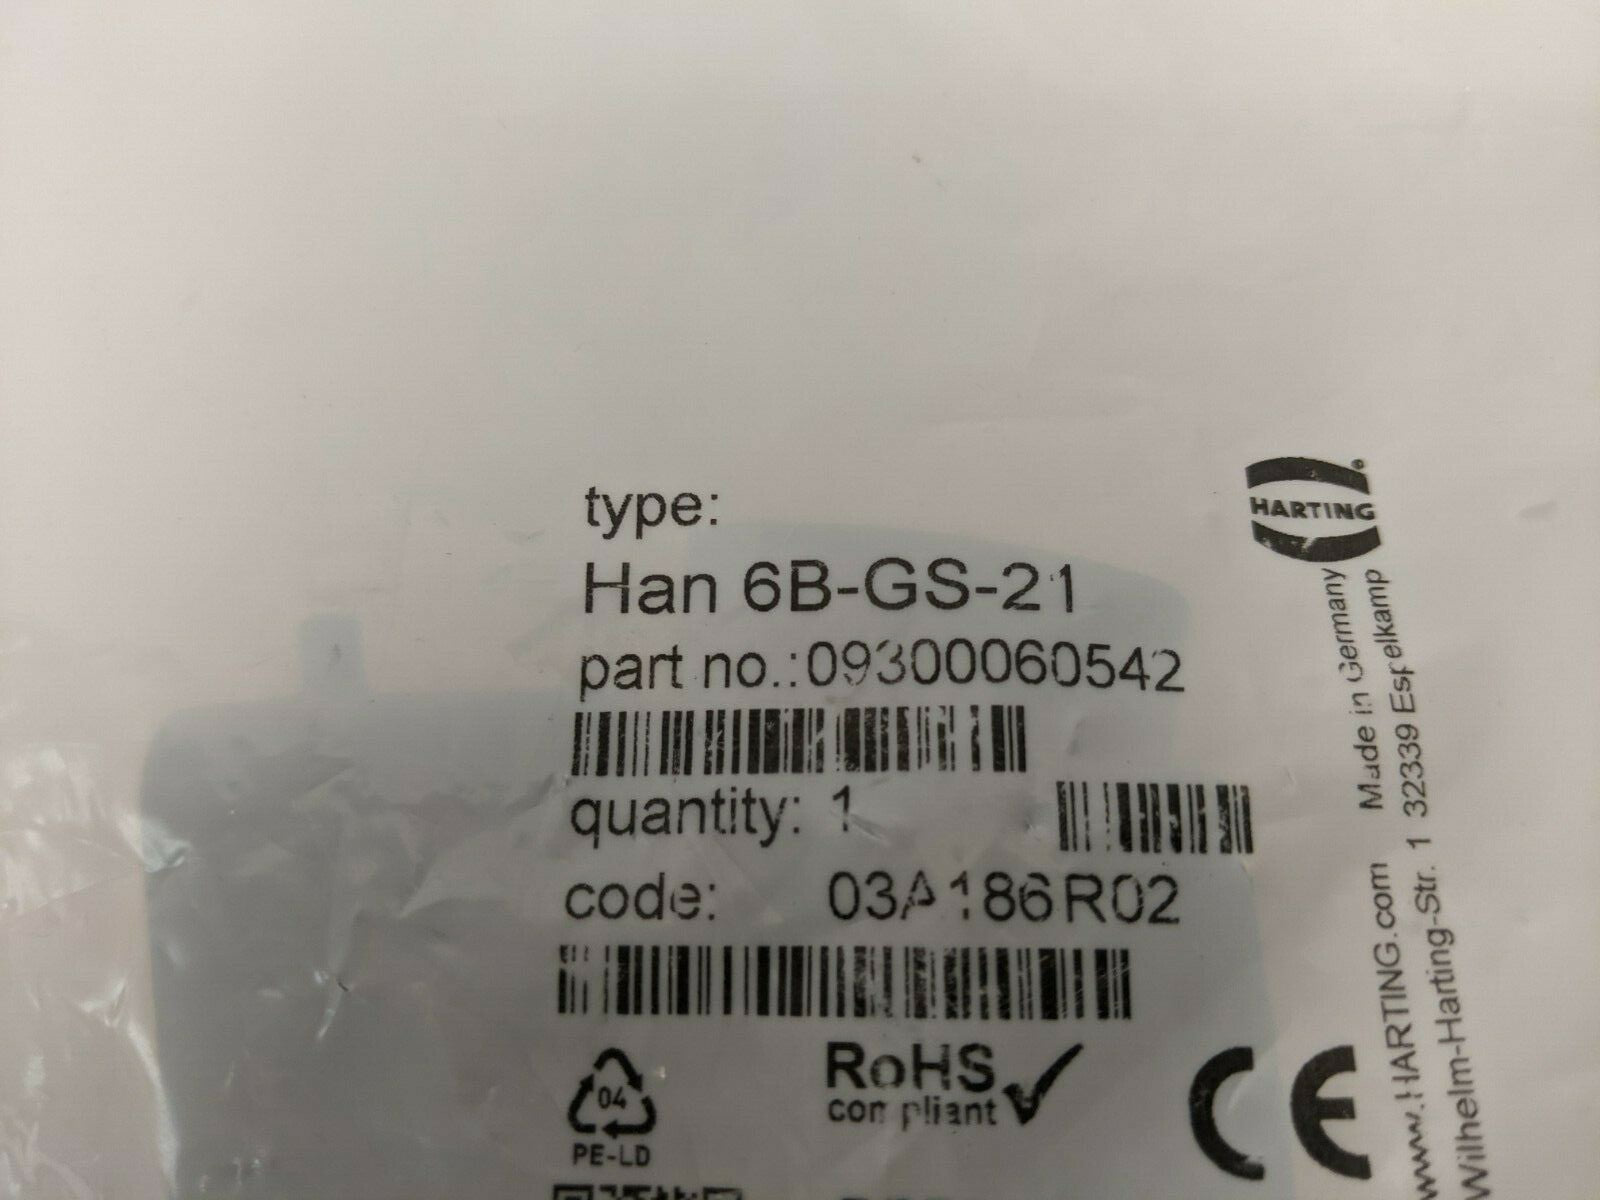 type:
Han 6B-GS-21
part no.:09300060542
quantity: 1
code: 03A186R02
04
PE-LD
RoHS
compliant
CE
HARTING®
Made in Germany
www.HARTING.com
Wilhelm-Harting-Str. 1 32339 Espelkamp